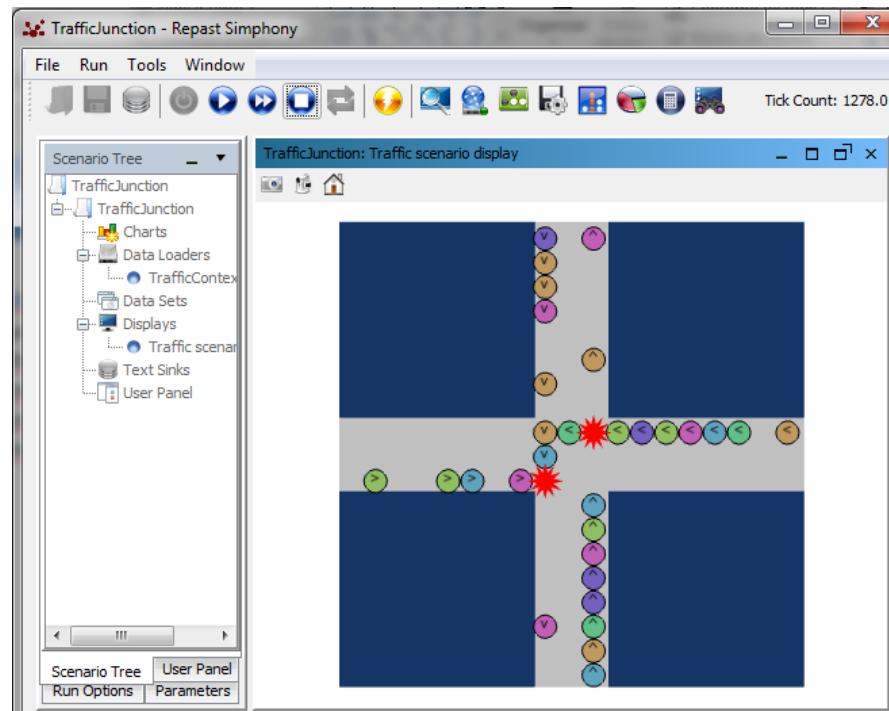 TrafficJunction - Repast Simphony
File Run Tools Window
Tick Count: 1278.0
Scenario Tree
TrafficJunction: Traffic scenario display
TrafficJunction
TrafficJunction
Charts
Data Loaders
TrafficContex
Data Sets
Displays
Traffic scenar
Text Sinks
User Panel
v ^
v
v
v
^
v
v < < < < < < < <
v
> > > >
^
^
^
^
^
v ^
^
^
Scenario Tree User Panel
Run Options Parameters